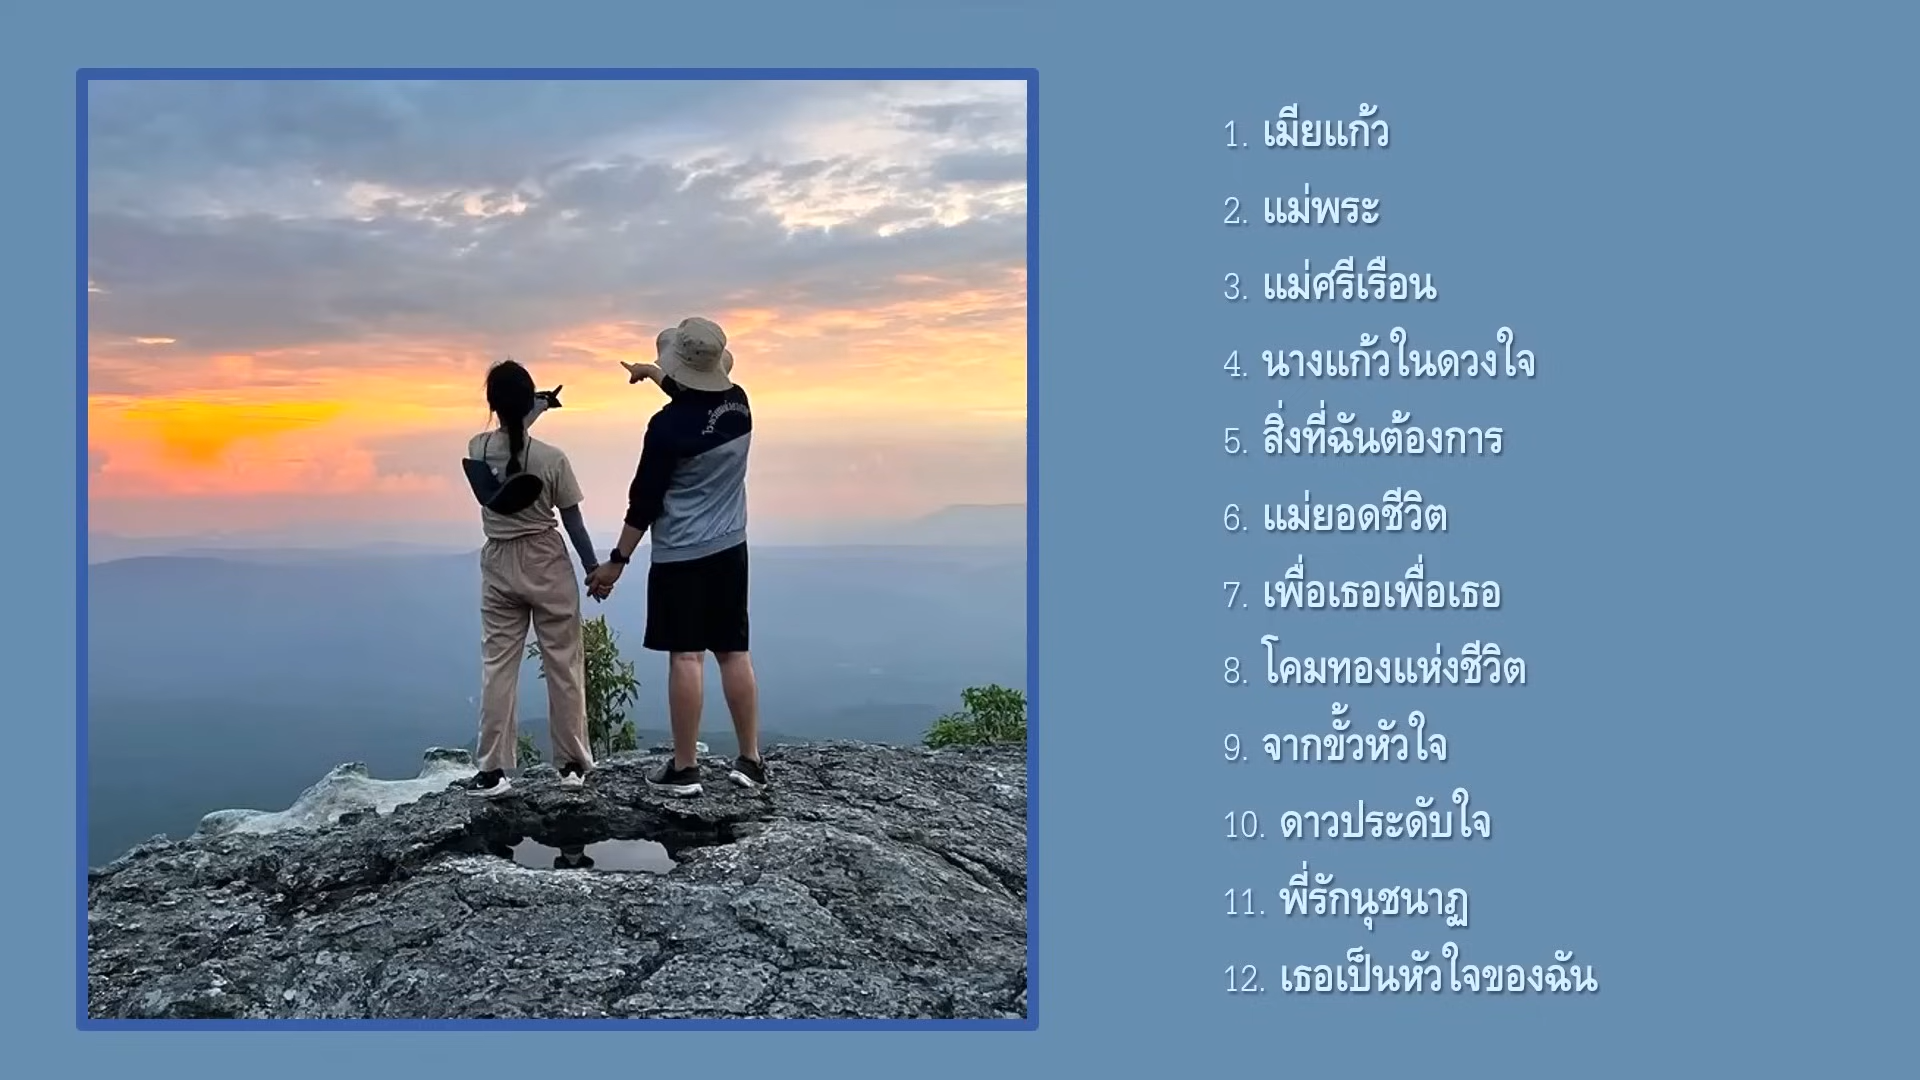 1. เมียแก้ว
2. แม่พระ
3. แม่ศรีเรือน
4. นางแก้วในดวงใจ
5. สิ่งที่ฉันต้องการ
6. แม่ยอดชีวิต
7. เพื่อเธอเพื่อเธอ
8. โคมทองแห่งชีวิต
9. จากขั้วหัวใจ
10. ดาวประดับใจ
11. พี่รักนุชนาฏ
12. เธอเป็นหัวใจของฉัน